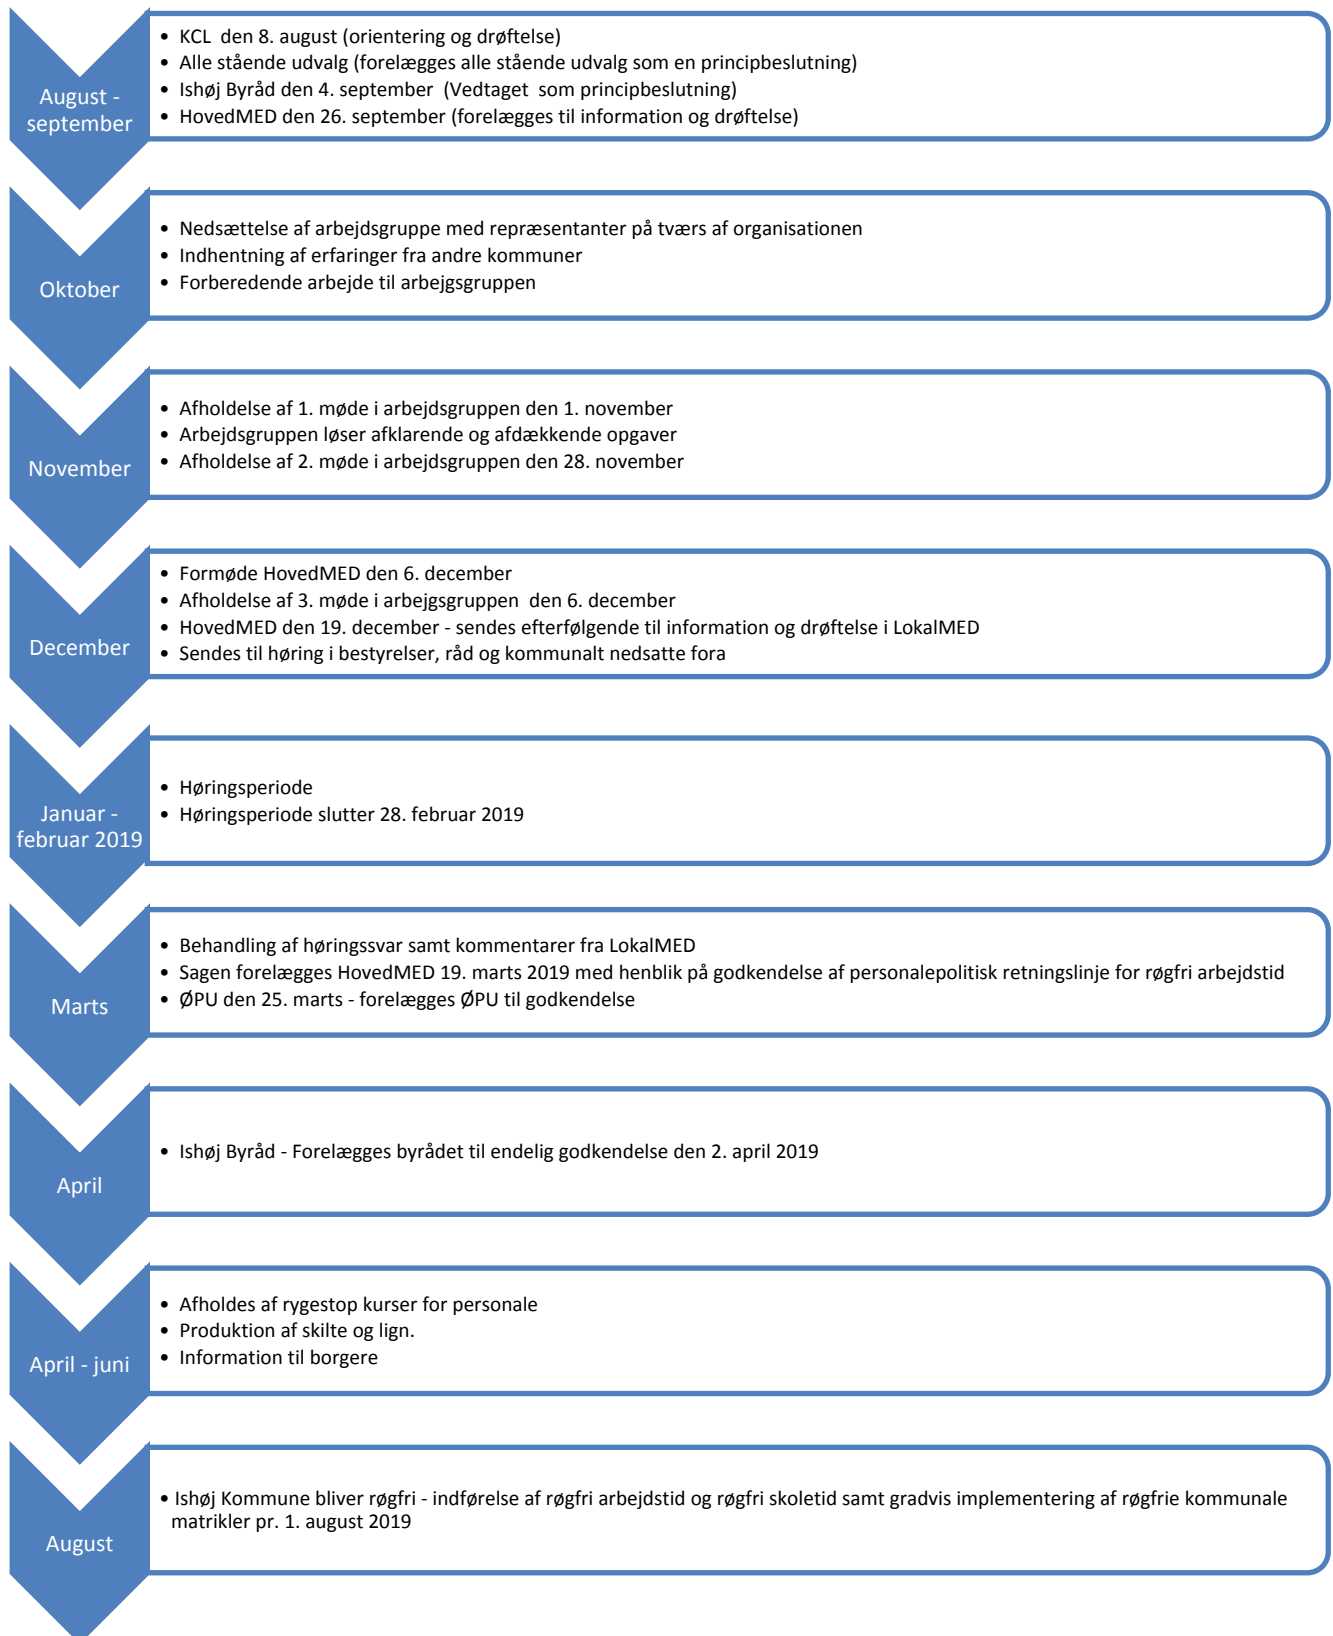 August -
september
• KCL  den 8. august (orientering og drøftelse)
• Alle stående udvalg (forelægges alle stående udvalg som en principbeslutning)
• Ishøj Byråd den 4. september  (Vedtaget  som principbeslutning)
• HovedMED den 26. september (forelægges til information og drøftelse)
Oktober
• Nedsættelse af arbejdsgruppe med repræsentanter på tværs af organisationen
• Indhentning af erfaringer fra andre kommuner
• Forberedende arbejde til arbejgsgruppen
November
• Afholdelse af 1. møde i arbejdsgruppen den 1. november
• Arbejdsgruppen løser afklarende og afdækkende opgaver
• Afholdelse af 2. møde i arbejdsgruppen den 28. november
December
• Formøde HovedMED den 6. december
• Afholdelse af 3. møde i arbejgsgruppen  den 6. december
• HovedMED den 19. december - sendes efterfølgende til information og drøftelse i LokalMED
• Sendes til høring i bestyrelser, råd og kommunalt nedsatte fora
Januar -
februar 2019
• Høringsperiode
• Høringsperiode slutter 28. februar 2019
Marts
• Behandling af høringssvar samt kommentarer fra LokalMED
• Sagen forelægges HovedMED 19. marts 2019 med henblik på godkendelse af personalepolitisk retningslinje for røgfri arbejdstid
• ØPU den 25. marts - forelægges ØPU til godkendelse
April
• Ishøj Byråd - Forelægges byrådet til endelig godkendelse den 2. april 2019
April - juni
• Afholdes af rygestop kurser for personale
• Produktion af skilte og lign.
• Information til borgere
August
• Ishøj Kommune bliver røgfri - indførelse af røgfri arbejdstid og røgfri skoletid samt gradvis implementering af røgfrie kommunale
matrikler pr. 1. august 2019